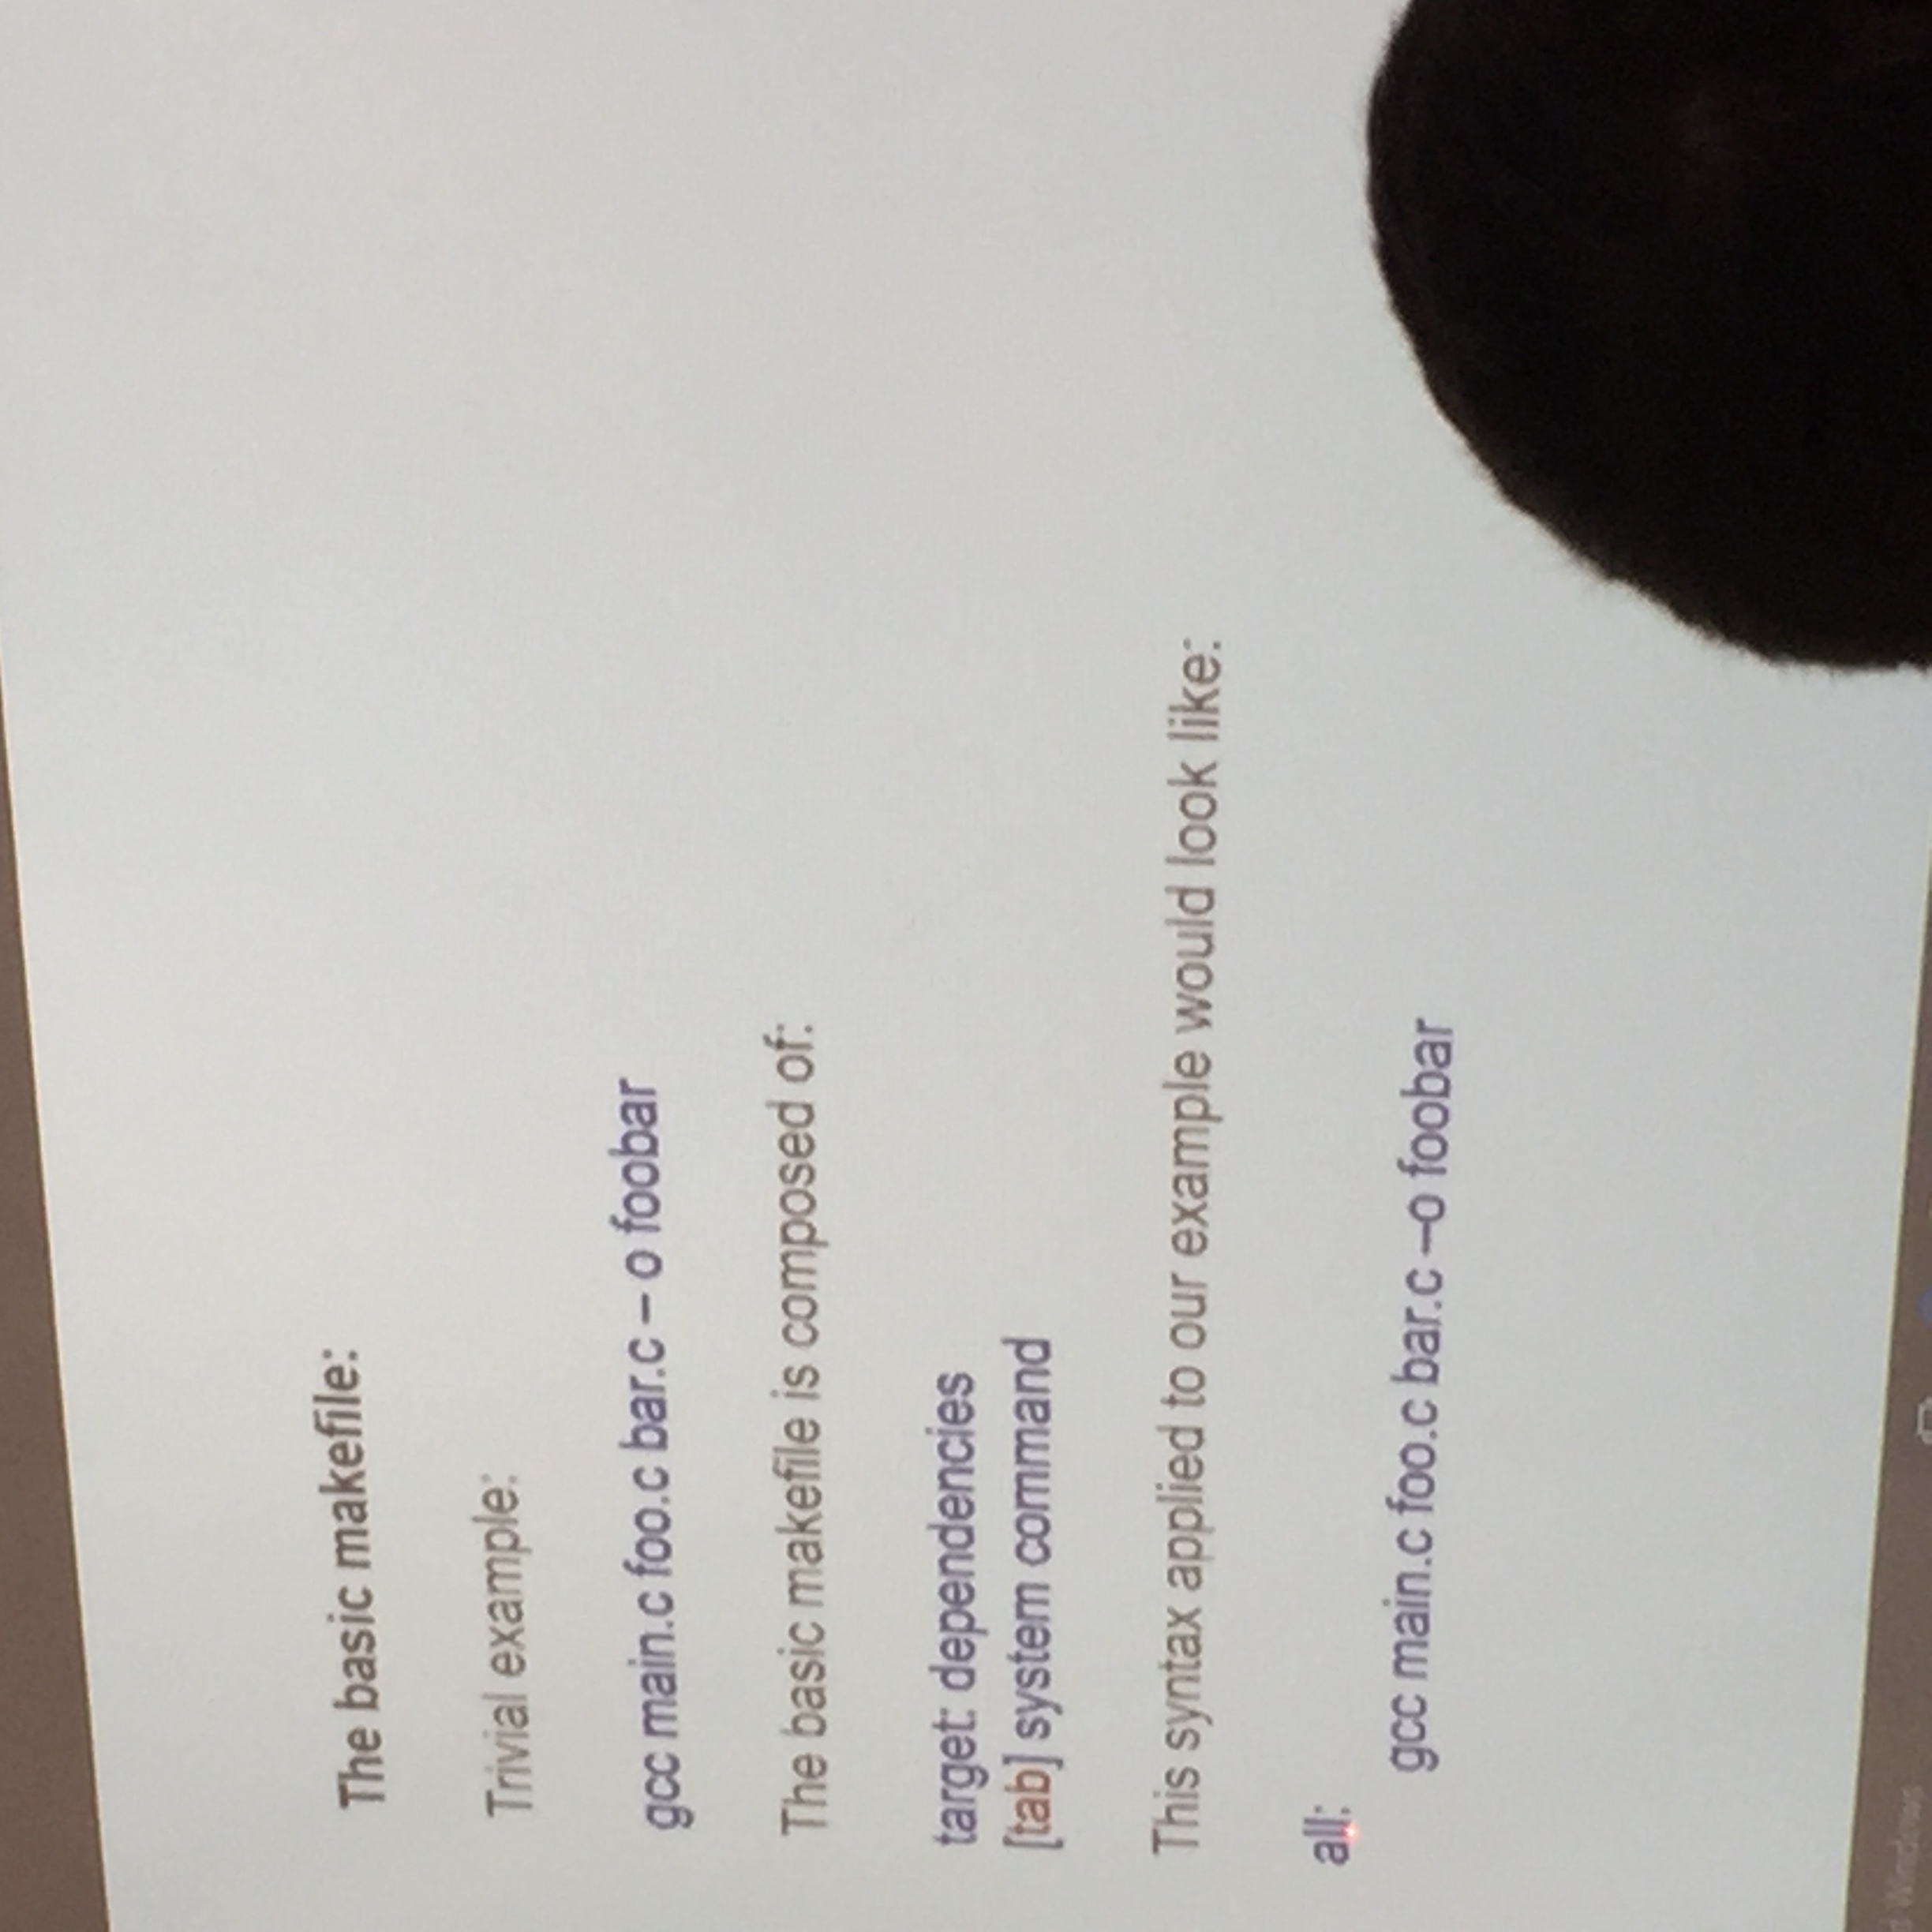 The basic makefile:
Trivial example:
gcc main.c foo.c bar.c – o foobar
The basic makefile is composed of:
target: dependencies
[tab] system command
This syntax applied to our example would look like:
all:
gcc main.c foo.c bar.c –o foobar
Windows